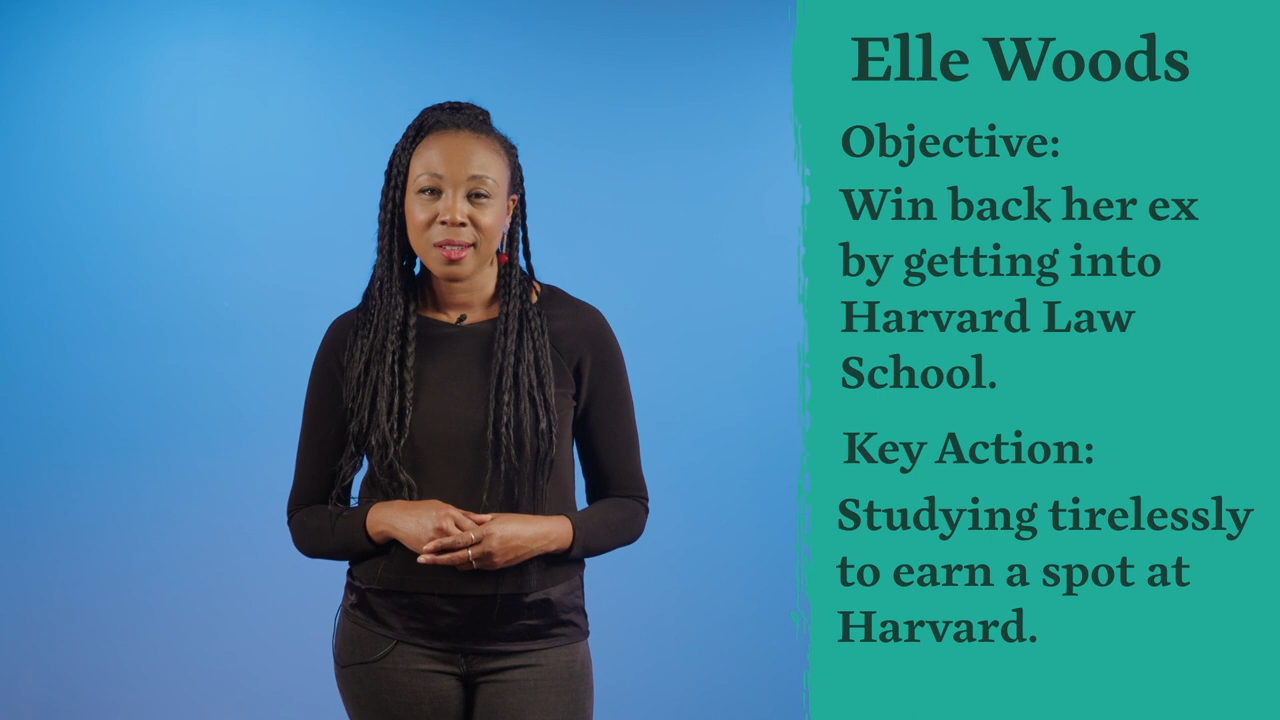 Elle Woods
Objective:
Win back her ex
by getting into
Harvard Law
School.
Key Action:
Studying tirelessly
to earn a spot at
Harvard.